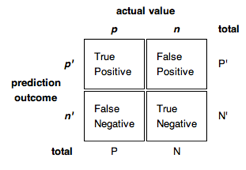 actual value
p n total
True Positive False Positive
p' P'
prediction outcome
False Negative True Negative
n' N'
total P N